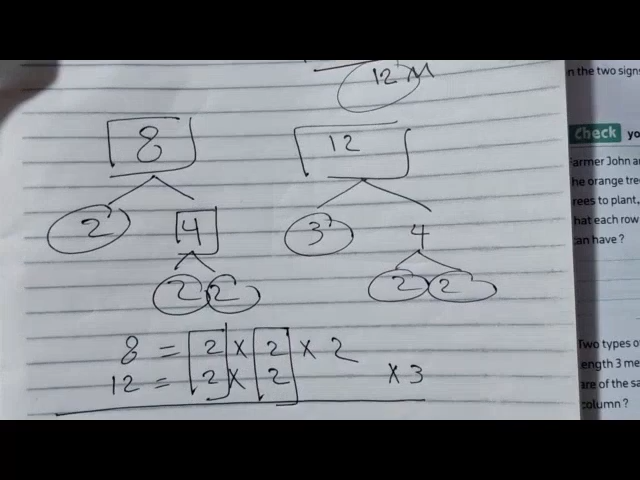 12 M
8 12
2 4 3 4
2 2 2 2
8 = 2 × 2 × 2
12 = 2 × 2 × 3
n the two signs
Check yo
Farmer John a
he orange tre
rees to plant,
hat each row
can have?
Two types o
ength 3 me
are of the sa
column?